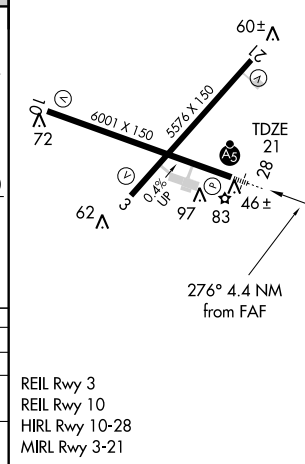 60±
21
V
5576 X 150
10
V
72
6001 X 150
TDZE
21
A5
28
V
3
0.4%
UP
P
62
97
83
46±
276° 4.4 NM
from FAF
REIL Rwy 3
REIL Rwy 10
HIRL Rwy 10-28
MIRL Rwy 3-21